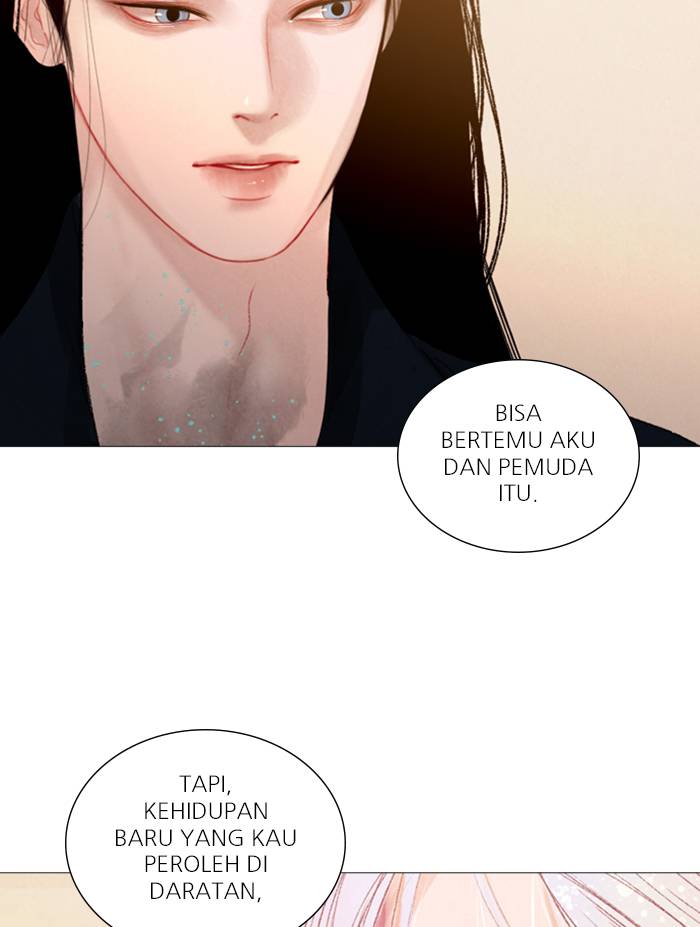 BISA
BERTEMU AKU
DAN PEMUDA
ITU.
TAPI,
KEHIDUPAN
BARU YANG KAU
PEROLEH DI
DARATAN,